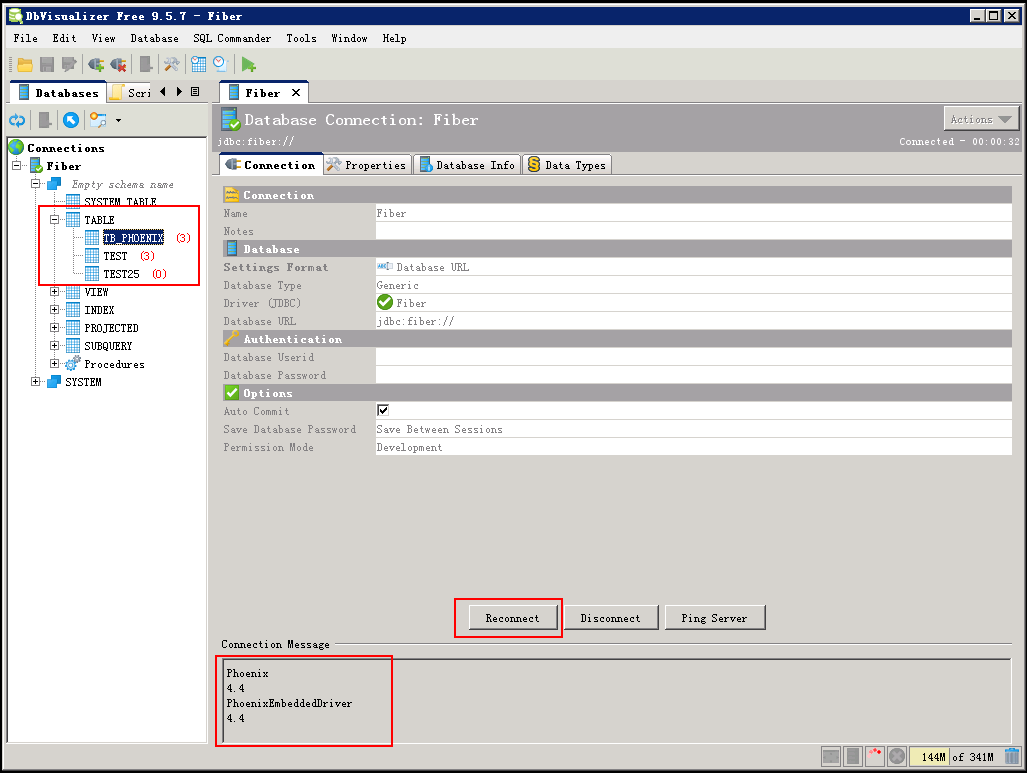 DbVisualizer Free 9.5.7 - Fiber
File Edit View Database SQL Commander Tools Window Help
Databases Scri
Fiber
Database Connection: Fiber
Actions
jdbc:fiber://
Connected - 00:00:32
Connections
Fiber
Empty schema name
SYSTEM TABLE
TABLE
TB_PHOENIX (3)
TEST (3)
TEST25 (0)
VIEW
INDEX
PROJECTED
SUBQUERY
Procedures
SYSTEM
Connection Properties Database Info Data Types
Connection
Name Fiber
Notes
Database
Settings Format Database URL
Database Type Generic
Driver (JDBC) Fiber
Database URL jdbc:fiber://
Authentication
Database Userid
Database Password
Options
Auto Commit
Save Database Password Save Between Sessions
Permission Mode Development
Reconnect Disconnect Ping Server
Connection Message
Phoenix
4.4
PhoenixEmbeddedDriver
4.4
144M of 341M